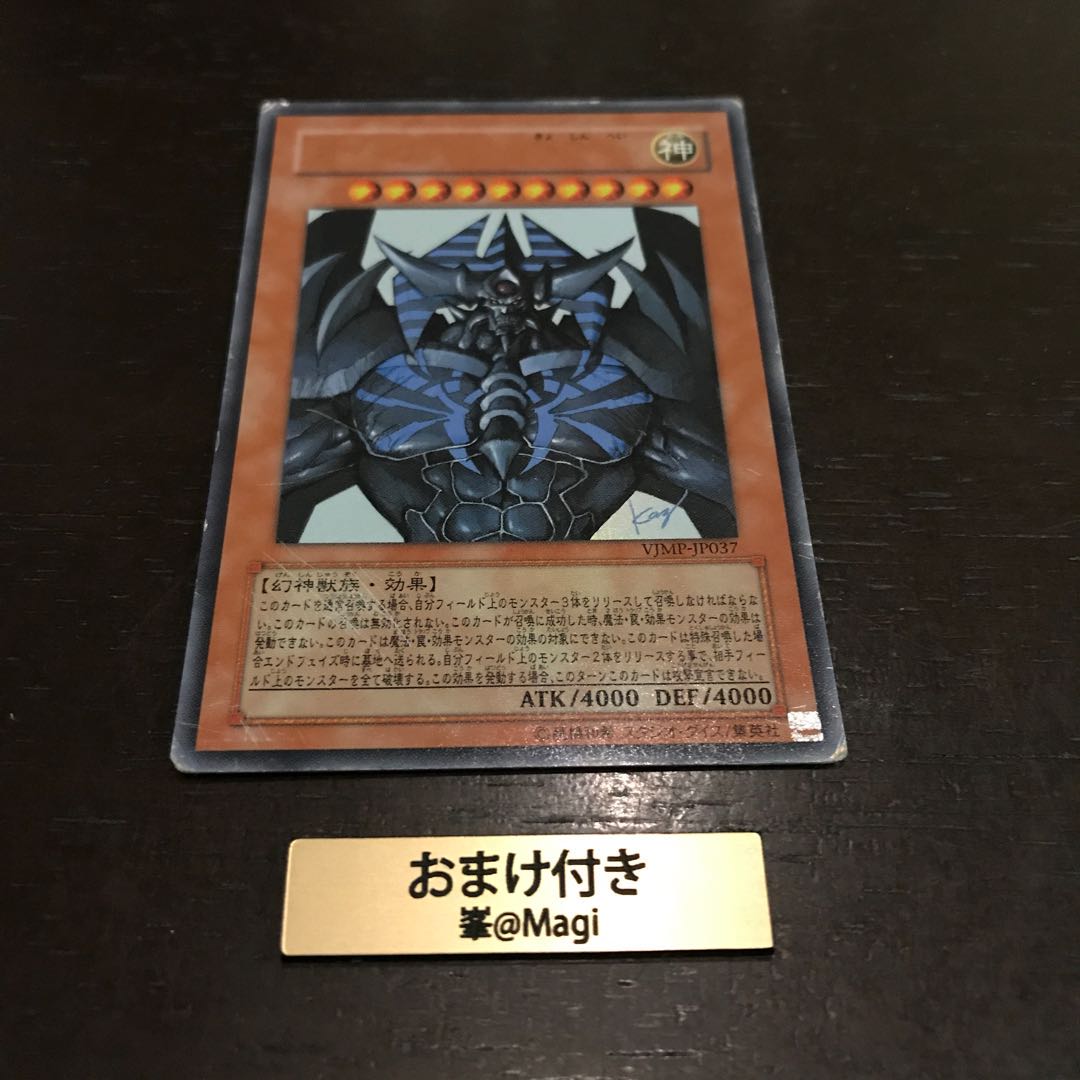 きょ しん へい
神
Kaz
VJMP-JP037
【幻神獣族・効果】
このカードを通常召喚する場合、自分フィールド上のモンスター3体をリリースして召喚しなければならな
い。このカードの召喚は無効化されない。このカードが召喚に成功した時、魔法・罠・効果モンスターの効果は
発動できない。このカードは魔法・罠・効果モンスターの効果の対象にできない。このカードは特殊召喚した場
合エンドフェイズ時に墓地へ送られる。自分フィールド上のモンスター2体をリリースする事で、相手フィー
ルド上のモンスターを全て破壊する。この効果を発動する場合、このターンこのカードは攻撃宣言できない。
ATK/4000 DEF/4000
スタジオ・ダイス/集英社
おまけ付き
峯@Magi